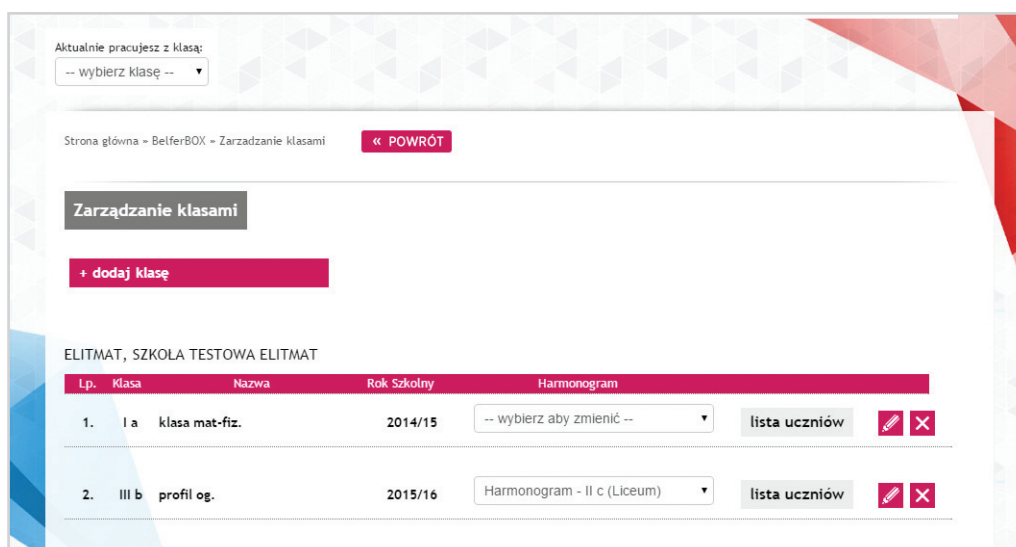 Aktualnie pracujesz z klasą:
-- wybierz klasę --
Strona główna » BelferBOX » Zarzadzanie klasami « POWRÓT
Zarządzanie klasami
+ dodaj klasę
ELITMAT, SZKOŁA TESTOWA ELITMAT
Lp. Klasa Nazwa Rok Szkolny Harmonogram
1. I a klasa mat-fiz. 2014/15 -- wybierz aby zmienić -- lista uczniów
2. III b profil og. 2015/16 Harmonogram - II c (Liceum) lista uczniów